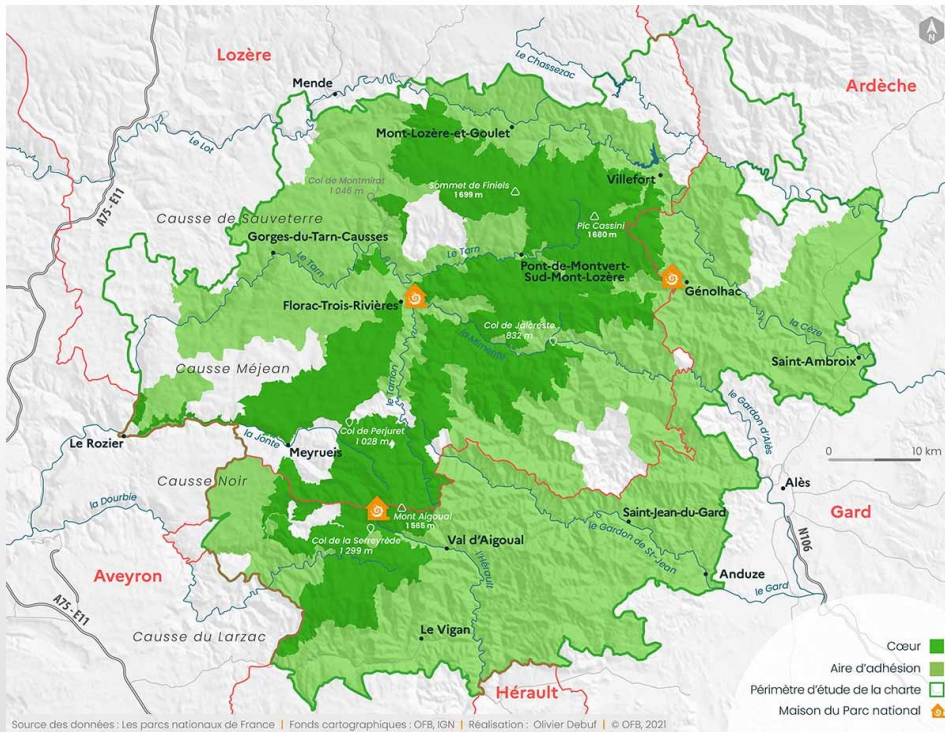 N
Lozère
Le Chassezac
Mende
Ardèche
Le Lot
Mont-Lozère-et-Goulet
A75 - E11
Col de Montmirat
1 046 m
Sommet de Finiels
1 699 m
Villefort
Causse de Sauveterre
Pic Cassini
1 680 m
Gorges-du-Tarn-Causses
Le Tarn
Le Tarn
Pont-de-Montvert-
Sud-Mont-Lozère
Génolhac
Florac-Trois-Rivières
Col de Jalcreste
832 m
la Mimente
la Cèze
Saint-Ambroix
Causse Méjean
le Tarnon
le Gardon d'Alès
Col de Perjuret
1 028 m
Le Rozier
la Jonte
Meyrueis
0
10 km
Causse Noir
Alès
la Dourbie
Mont Aigoual
1 565 m
Saint-Jean-du-Gard
Gard
le Gardon de St-Jean
Col de la Serreyrède
1 299 m
Val d'Aigoual
N106
l'Hérault
Aveyron
Anduze
le Gard
A75 - E11
Causse du Larzac
Le Vigan
Cœur
Aire d'adhésion
Hérault
Périmètre d'étude de la charte
Maison du Parc national
Source des données : Les parcs nationaux de France | Fonds cartographiques : OFB, IGN | Réalisation : Olivier Debuf | © OFB, 2021